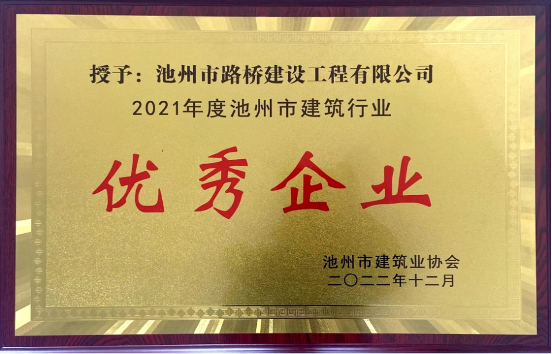 授予：池州市路桥建设工程有限公司
2021年度池州市建筑行业
优秀企业
池州市建筑业协会
二〇二二年十二月